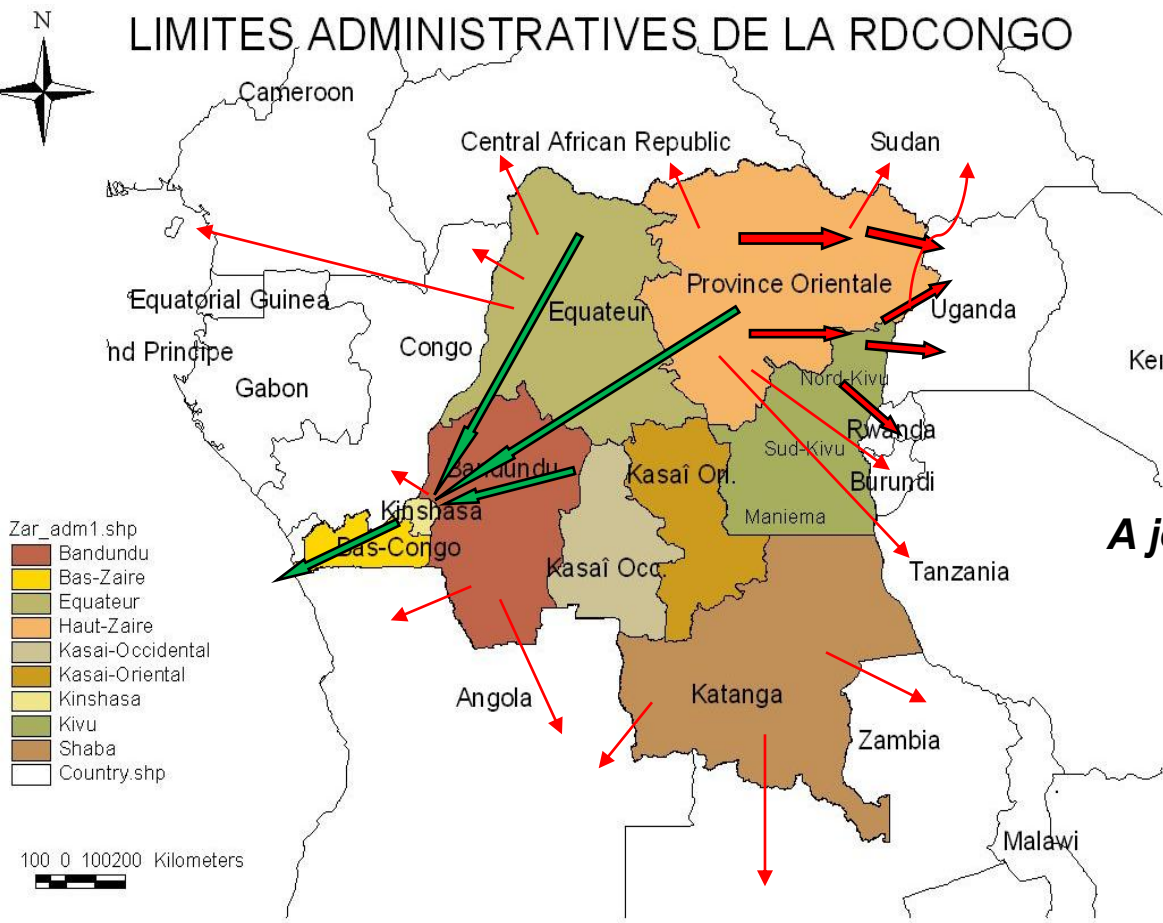 N
LIMITES ADMINISTRATIVES DE LA RDCONGO
Cameroon
Central African Republic
Sudan
Equatorial Guinea
Province Orientale
Equateur
Uganda
Congo
nd Principe
Gabon
Nord-Kivu
Rwanda
Sud-Kivu
Bandundu
Kasaî Ori.
Burundi
Kinshasa
Maniema
Bas-Congo
Kasaî Occ
Tanzania
A
Angola
Katanga
Zambia
Malawi
Zar_adm1.shp
Bandundu
Bas-Zaire
Equateur
Haut-Zaire
Kasai-Occidental
Kasai-Oriental
Kinshasa
Kivu
Shaba
Country.shp
100 0 100200 Kilometers